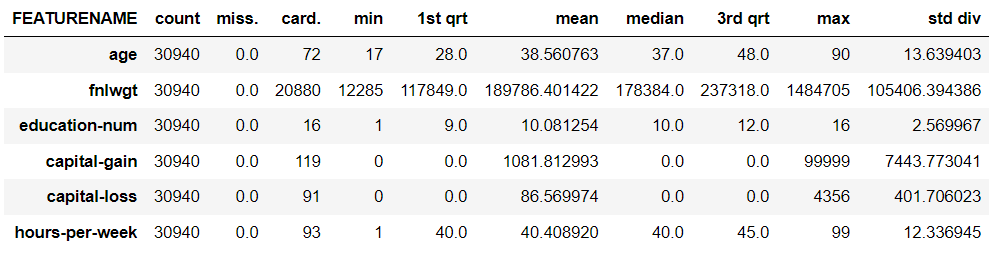 FEATURENAME count miss. card. min 1st qrt mean median 3rd qrt max std div
age 30940 0.0 72 17 28.0 38.560763 37.0 48.0 90 13.639403
fnlwgt 30940 0.0 20880 12285 117849.0 189786.401422 178384.0 237318.0 1484705 105406.394386
education-num 30940 0.0 16 1 9.0 10.081254 10.0 12.0 16 2.569967
capital-gain 30940 0.0 119 0 0.0 1081.812993 0.0 0.0 99999 7443.773041
capital-loss 30940 0.0 91 0 0.0 86.569974 0.0 0.0 4356 401.706023
hours-per-week 30940 0.0 93 1 40.0 40.408920 40.0 45.0 99 12.336945